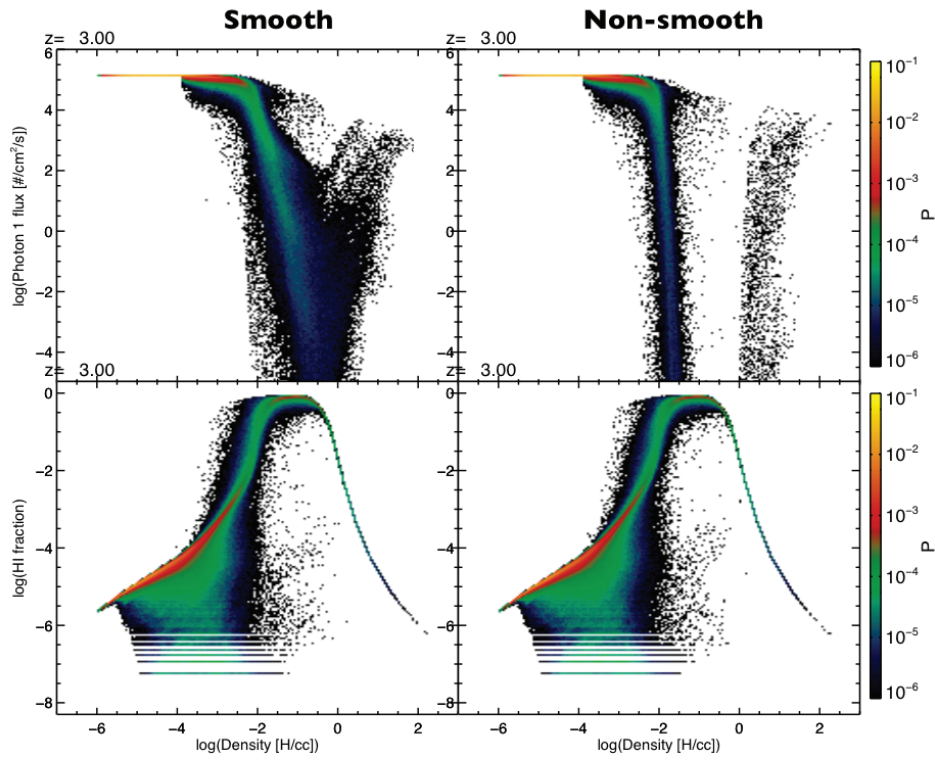 Smooth
Non-smooth
z= 3.00
z= 3.00
6
4
2
0
−2
−4
log(Photon 1 flux [#/cm²/s])
10⁻¹
10⁻²
10⁻³
10⁻⁴
10⁻⁵
10⁻⁶
P
z= 3.00
z= 3.00
0
−2
−4
−6
−8
log(HI fraction)
10⁻¹
10⁻²
10⁻³
10⁻⁴
10⁻⁵
10⁻⁶
P
−6 −4 −2 0 2
−6 −4 −2 0 2
log(Density [H/cc])
log(Density [H/cc])